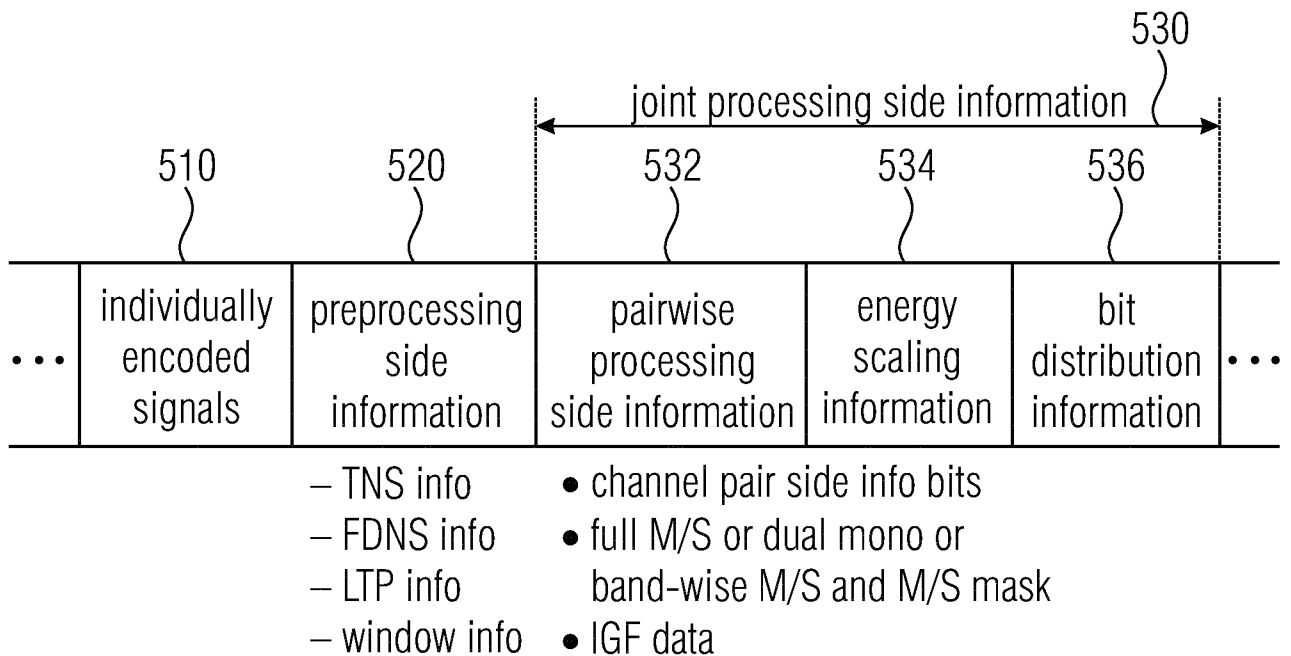 530
joint processing side information
510
520
532
534
536
individually
encoded
signals
preprocessing
side
information
pairwise
processing
side information
energy
scaling
information
bit
distribution
information
– TNS info
– FDNS info
– LTP info
– window info
• channel pair side info bits
• full M/S or dual mono or
band-wise M/S and M/S mask
• IGF data